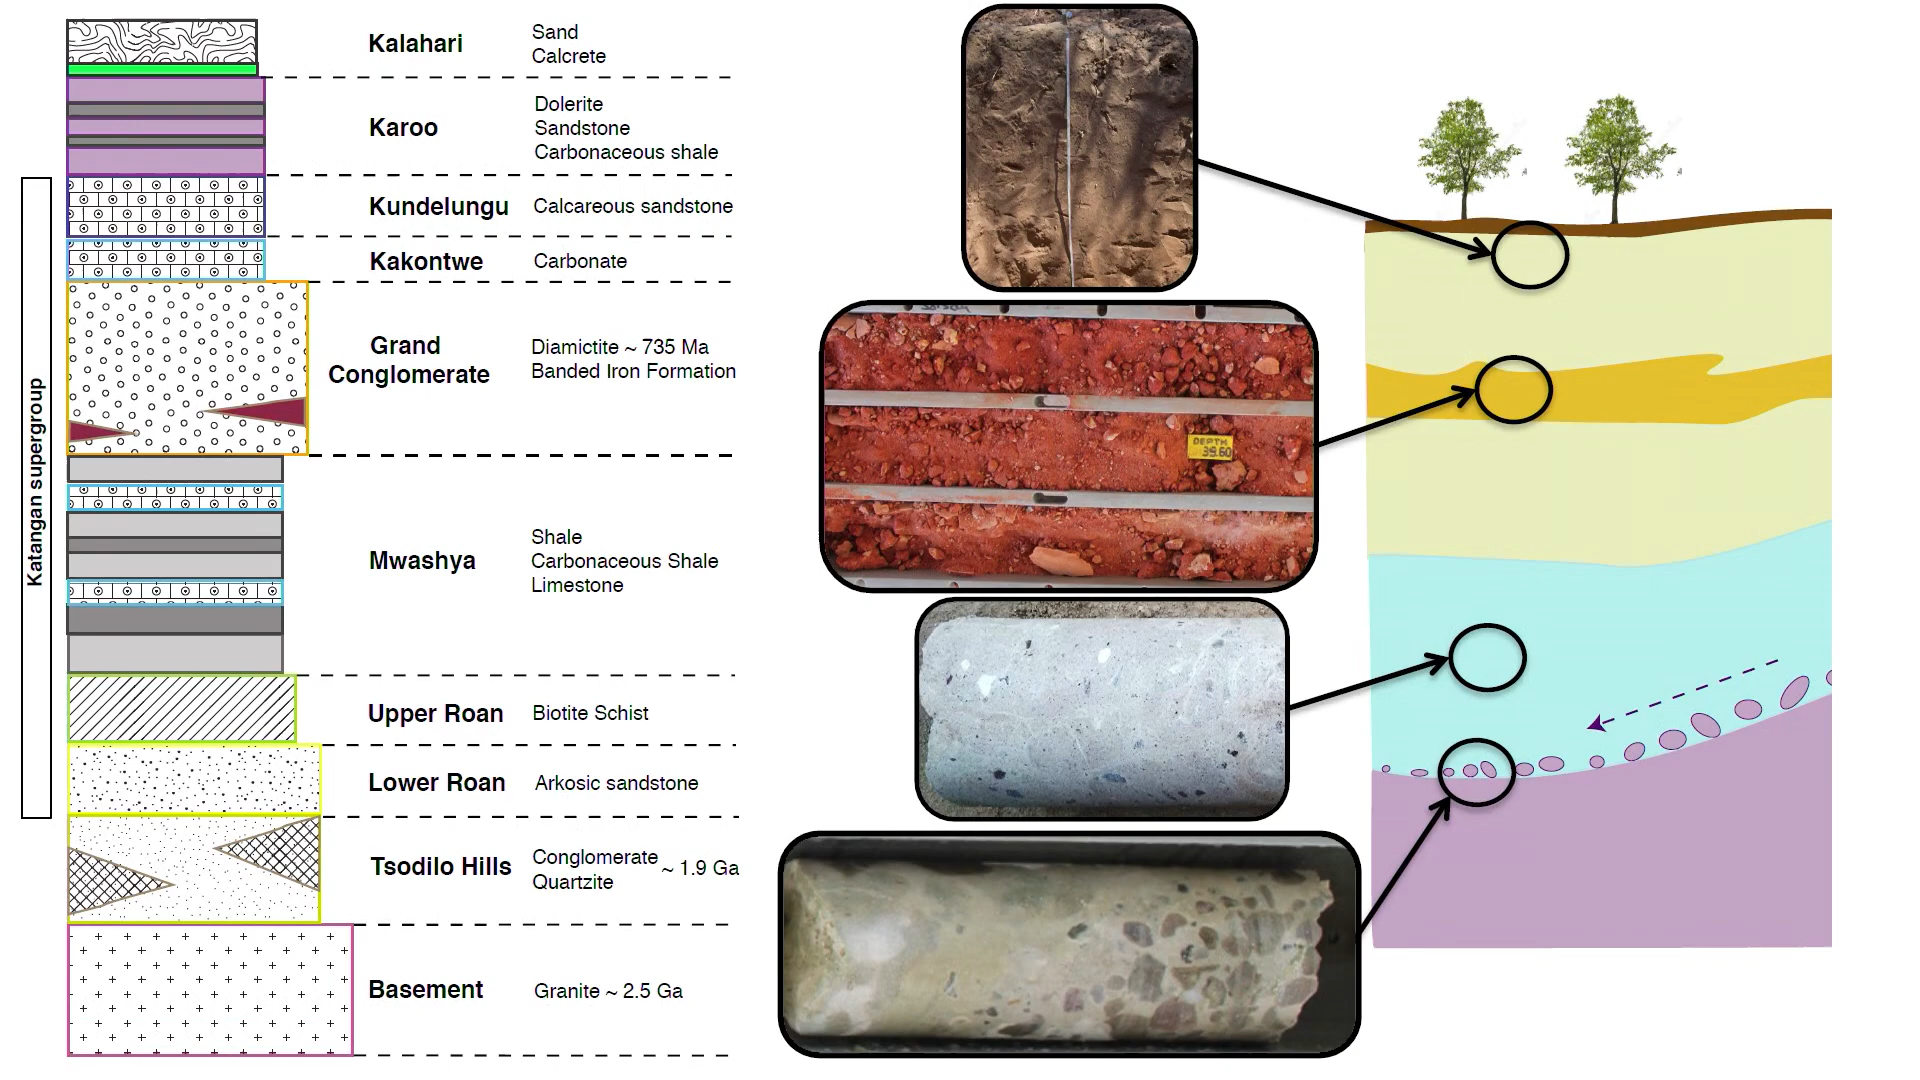 Kalahari
Sand
Calcrete
Karoo
Dolerite
Sandstone
Carbonaceous shale
Katangan supergroup
Kundelungu
Calcareous sandstone
Kakontwe
Carbonate
Grand
Conglomerate
Diamictite ~ 735 Ma
Banded Iron Formation
Mwashya
Shale
Carbonaceous Shale
Limestone
Upper Roan
Biotite Schist
Lower Roan
Arkosic sandstone
Tsodilo Hills
Conglomerate
Quartzite
~ 1.9 Ga
Basement
Granite ~ 2.5 Ga
DEPTH
39.60